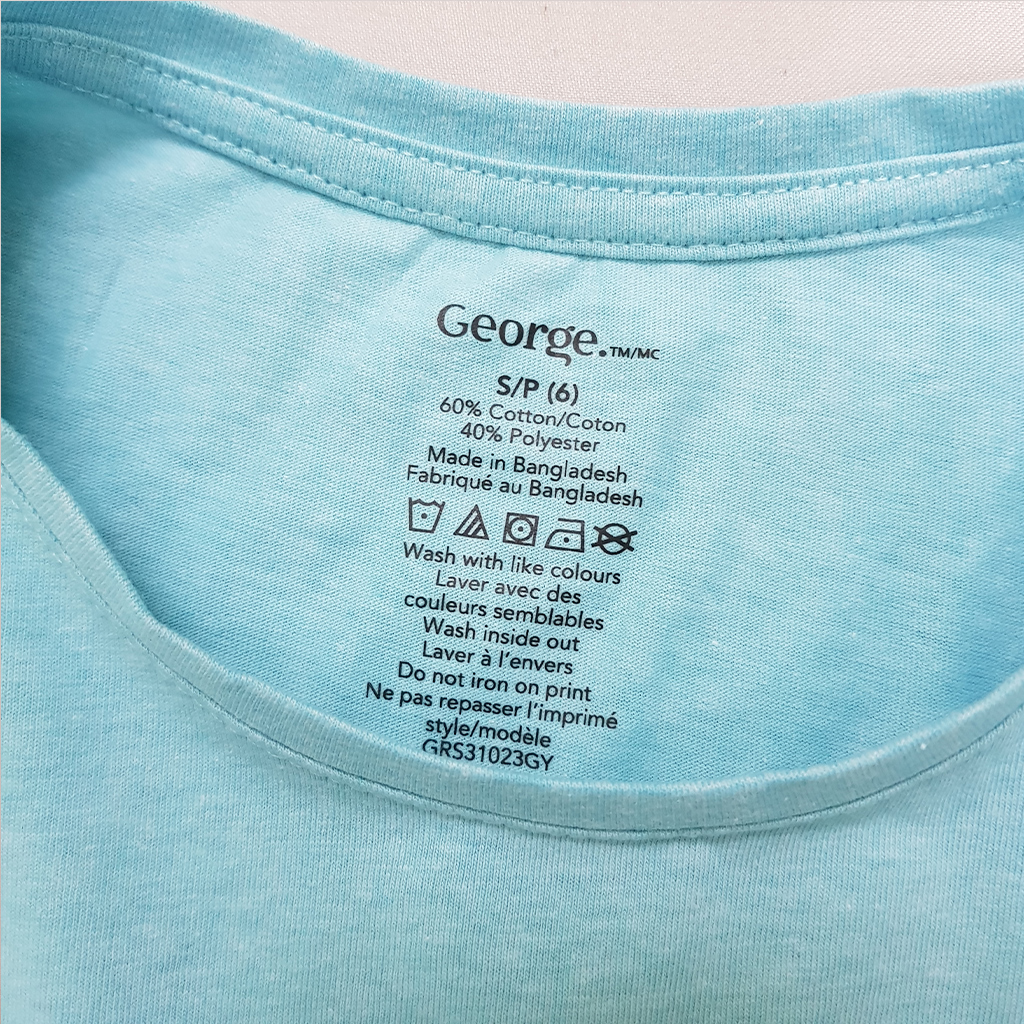 George.TM/MC
S/P (6)
60% Cotton/Coton
40% Polyester
Made in Bangladesh
Fabriqué au Bangladesh
Wash with like colours
Laver avec des
couleurs semblables
Wash inside out
Laver à l'envers
Do not iron on print
Ne pas repasser l'imprimé
style/modèle
GRS31023GY